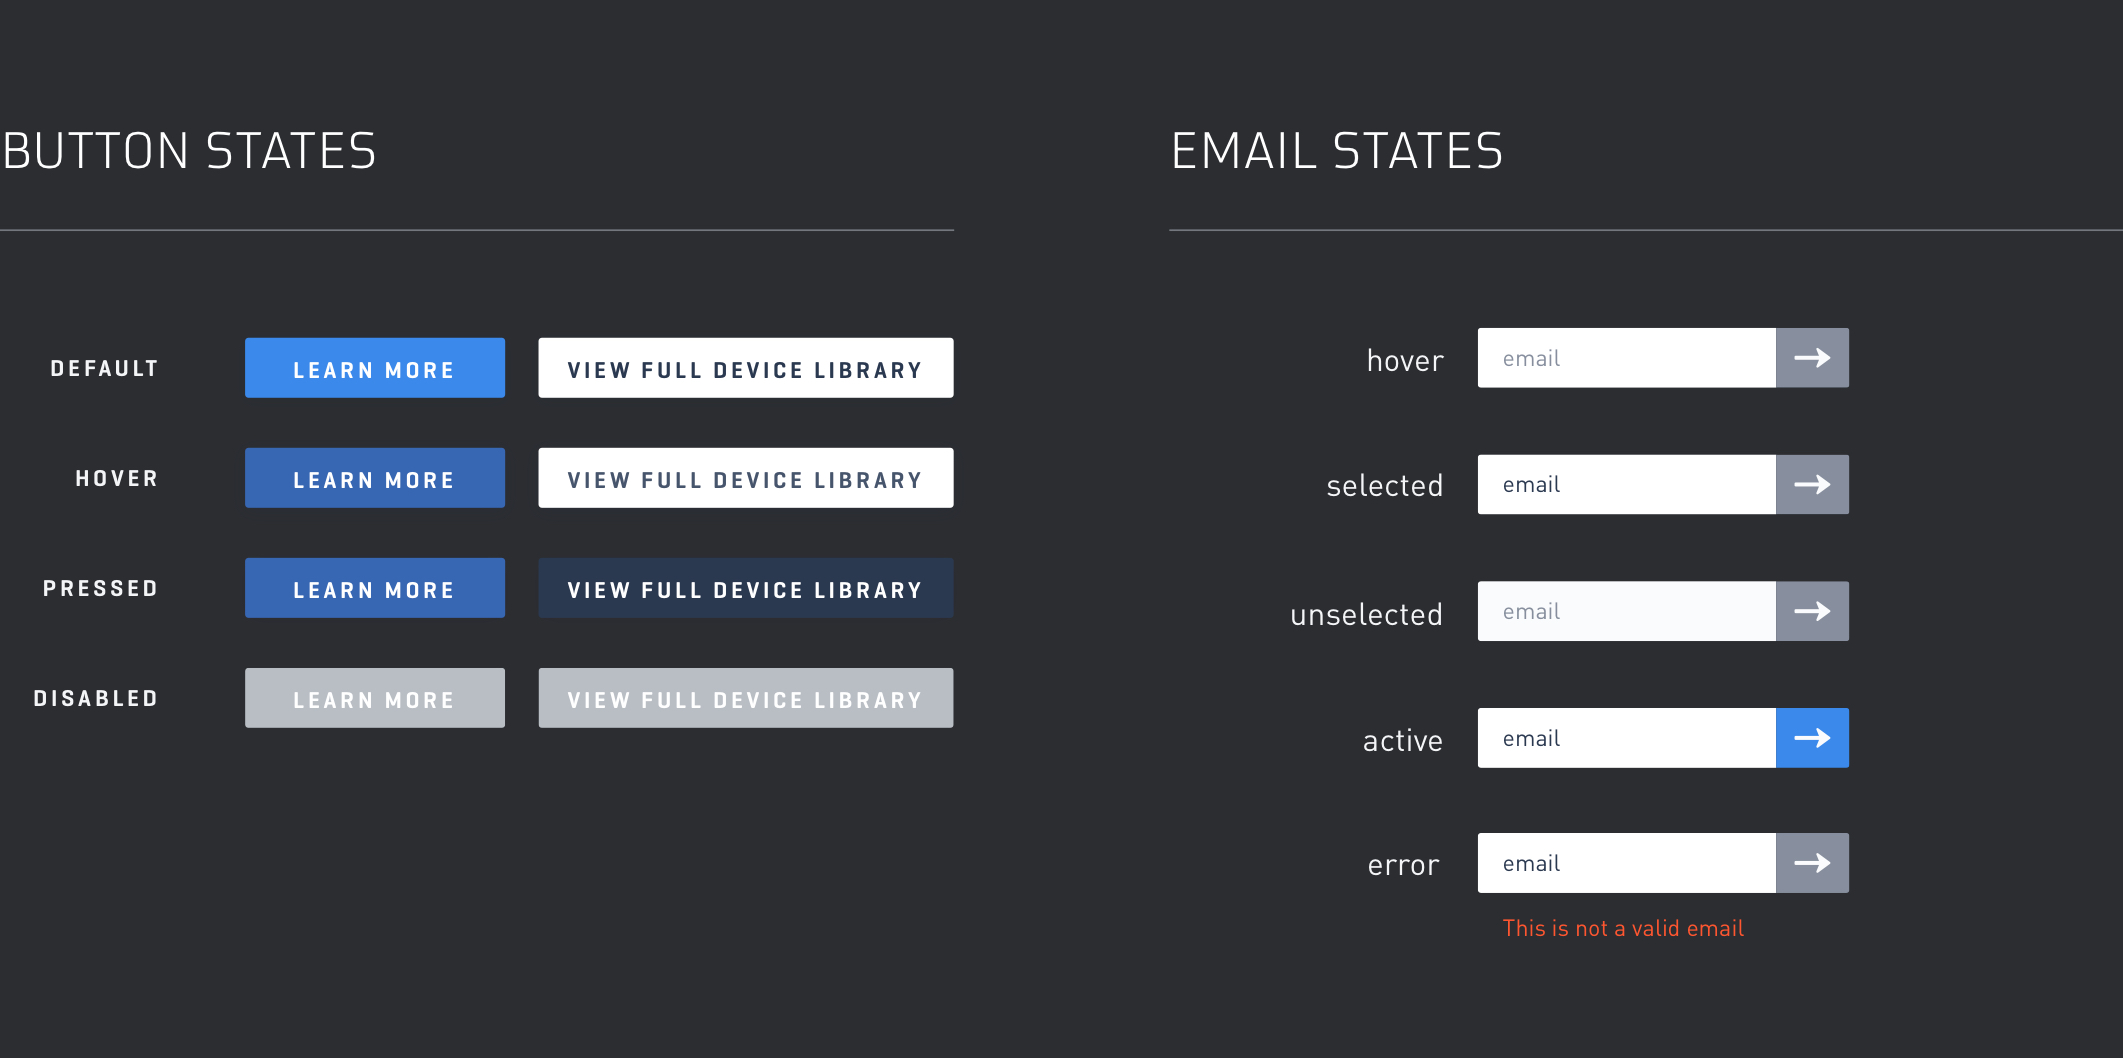 BUTTON STATES
DEFAULT LEARN MORE VIEW FULL DEVICE LIBRARY
HOVER LEARN MORE VIEW FULL DEVICE LIBRARY
PRESSED LEARN MORE VIEW FULL DEVICE LIBRARY
DISABLED LEARN MORE VIEW FULL DEVICE LIBRARY
EMAIL STATES
hover email
selected email
unselected email
active email
error email
This is not a valid email